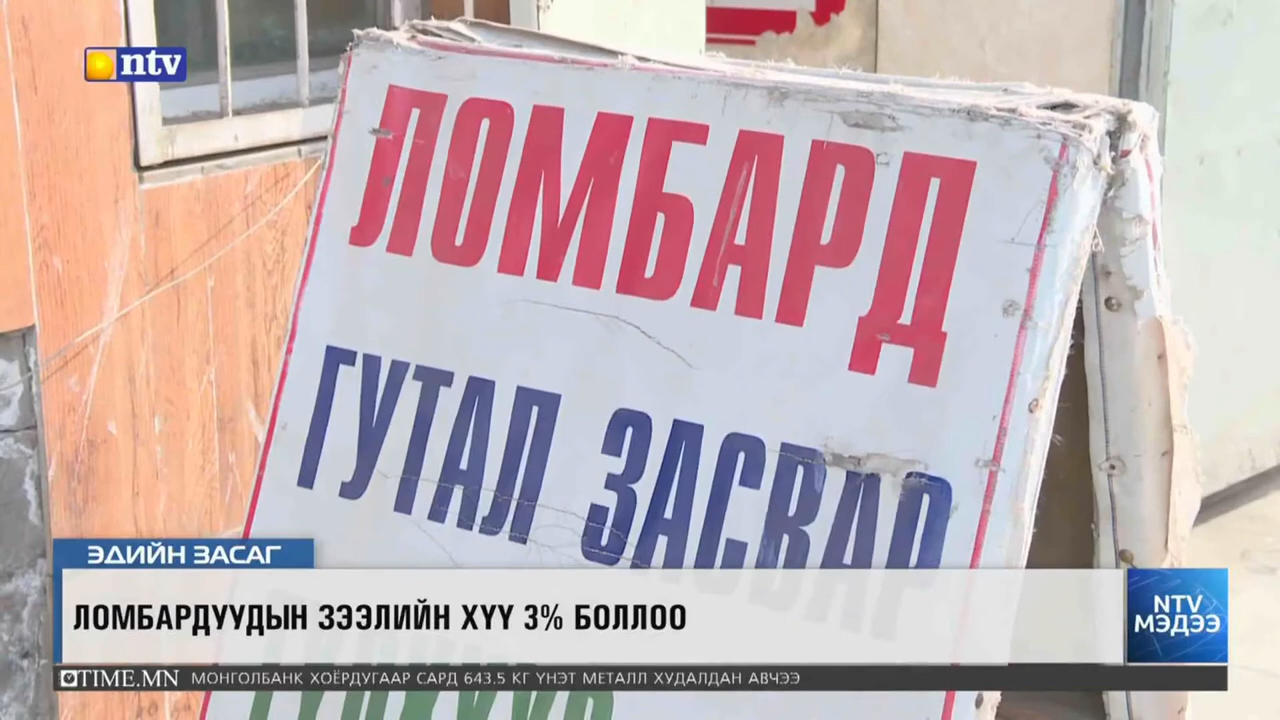 ntv
ЛОМБАРД
ГУТАЛ ЗАСВАР
ЭДИЙН ЗАСАГ
ЛОМБАРДУУДЫН ЗЭЭЛИЙН ХҮҮ 3% БОЛЛОО
NTV
МЭДЭЭ
TIME.MN МОНГОЛБАНК ХОЁРДУГААР САРД 643.5 КГ ҮНЭТ МЕТАЛЛ ХУДАЛДАН АВЧЭЭ